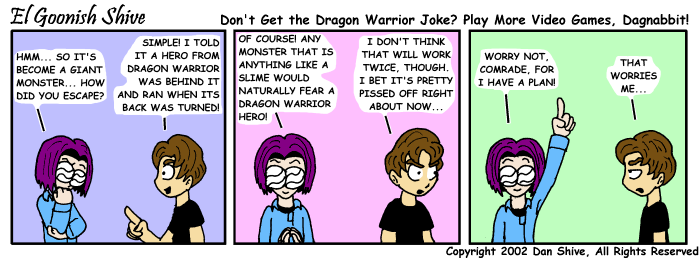 El Goonish Shive
Don't Get the Dragon Warrior Joke? Play More Video Games, Dagnabbit!
HMM... SO IT'S
BECOME A GIANT
MONSTER... HOW
DID YOU ESCAPE?
SIMPLE! I TOLD
IT A HERO FROM
DRAGON WARRIOR
WAS BEHIND IT
AND RAN WHEN ITS
BACK WAS TURNED!
OF COURSE! ANY
MONSTER THAT IS
ANYTHING LIKE A
SLIME WOULD
NATURALLY FEAR A
DRAGON WARRIOR
HERO!
I DON'T THINK
THAT WILL WORK
TWICE, THOUGH.
I BET IT'S PRETTY
PISSED OFF RIGHT
ABOUT NOW...
WORRY NOT,
COMRADE, FOR
I HAVE A PLAN!
THAT
WORRIES
ME...
Copyright 2002 Dan Shive, All Rights Reserved